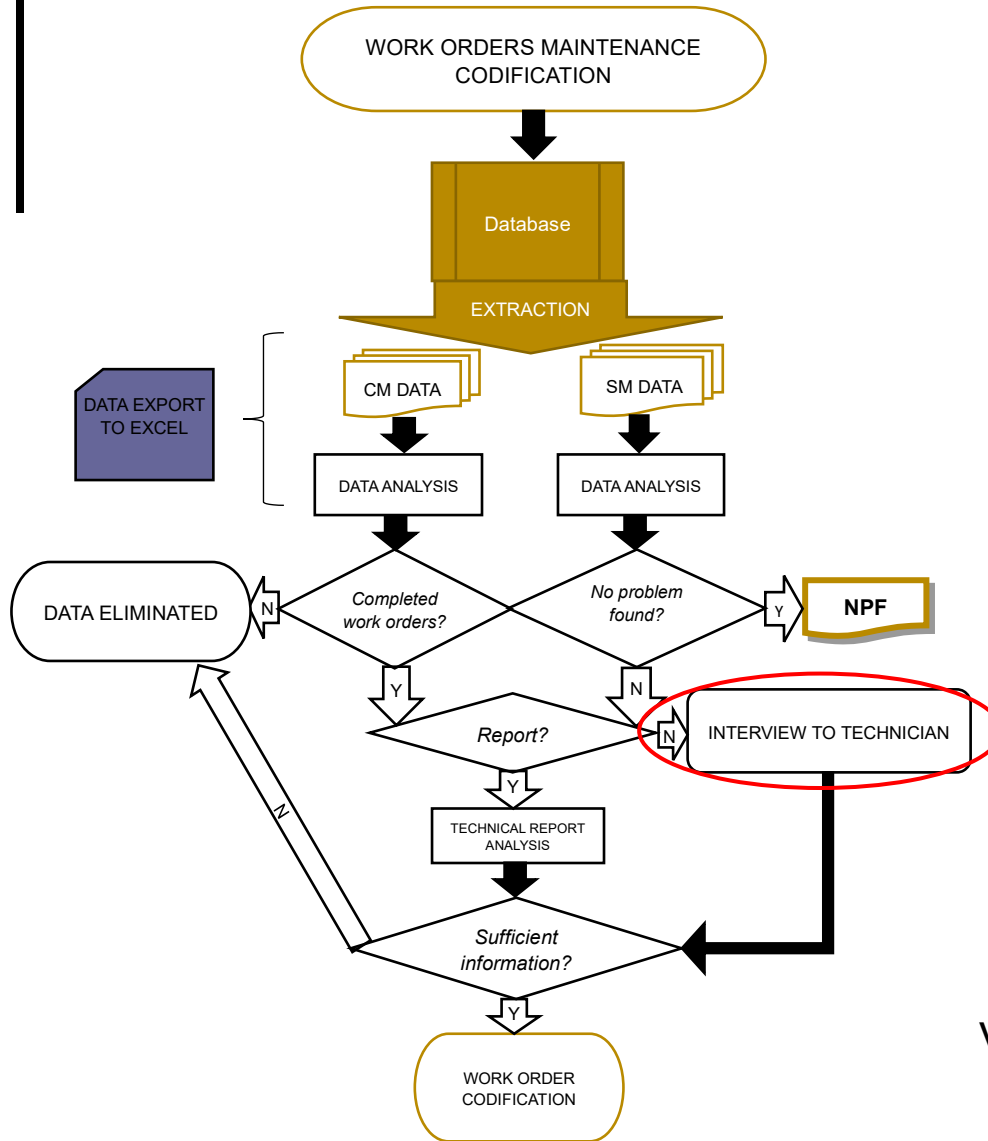 WORK ORDERS MAINTENANCE
CODIFICATION
Database
EXTRACTION
CM DATA
SM DATA
DATA EXPORT
TO EXCEL
DATA ANALYSIS
DATA ANALYSIS
Completed
work orders?
No problem
found?
N
DATA ELIMINATED
Y
NPF
Y
N
Report?
N
INTERVIEW TO TECHNICIAN
Y
TECHNICAL REPORT
ANALYSIS
N
Sufficient
information?
Y
WORK ORDER
CODIFICATION